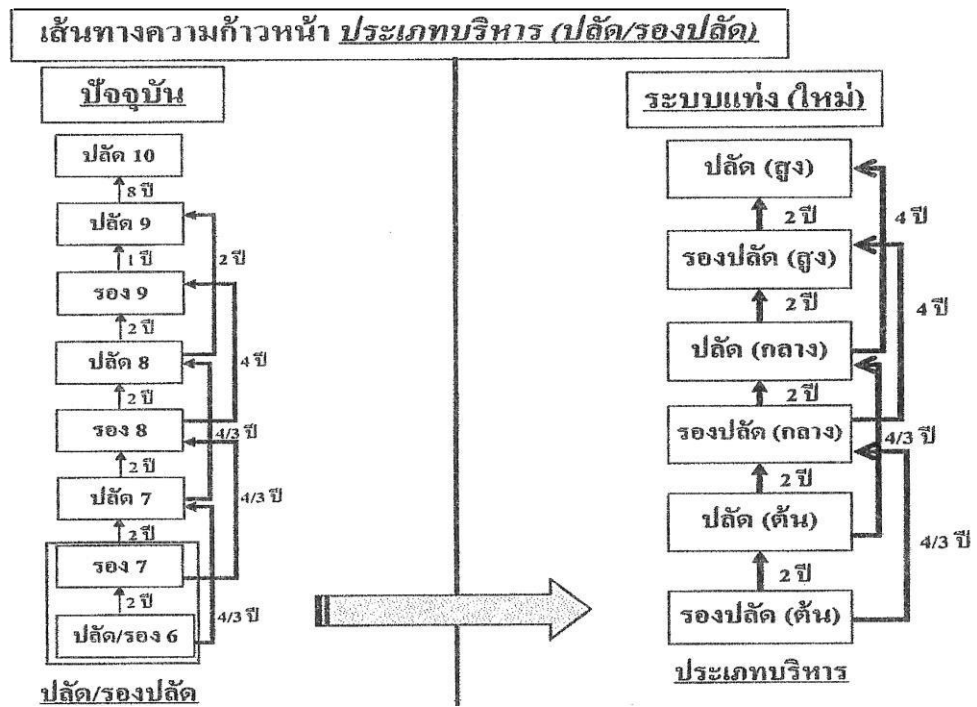 เส้นทางความก้าวหน้า ประเภทบริหาร (ปลัด/รองปลัด)
ปัจจุบัน
ปลัด 10
8 ปี
ปลัด 9
1 ปี
2 ปี
รอง 9
2 ปี
ปลัด 8
2 ปี
4 ปี
รอง 8
4/3 ปี
2 ปี
ปลัด 7
4/3 ปี
2 ปี
รอง 7
2 ปี
4/3 ปี
ปลัด/รอง 6
ปลัด/รองปลัด
ระบบแท่ง (ใหม่)
ปลัด (สูง)
2 ปี
4 ปี
รองปลัด (สูง)
2 ปี
4 ปี
ปลัด (กลาง)
2 ปี
รองปลัด (กลาง)
4/3 ปี
2 ปี
ปลัด (ต้น)
4/3 ปี
2 ปี
รองปลัด (ต้น)
ประเภทบริหาร